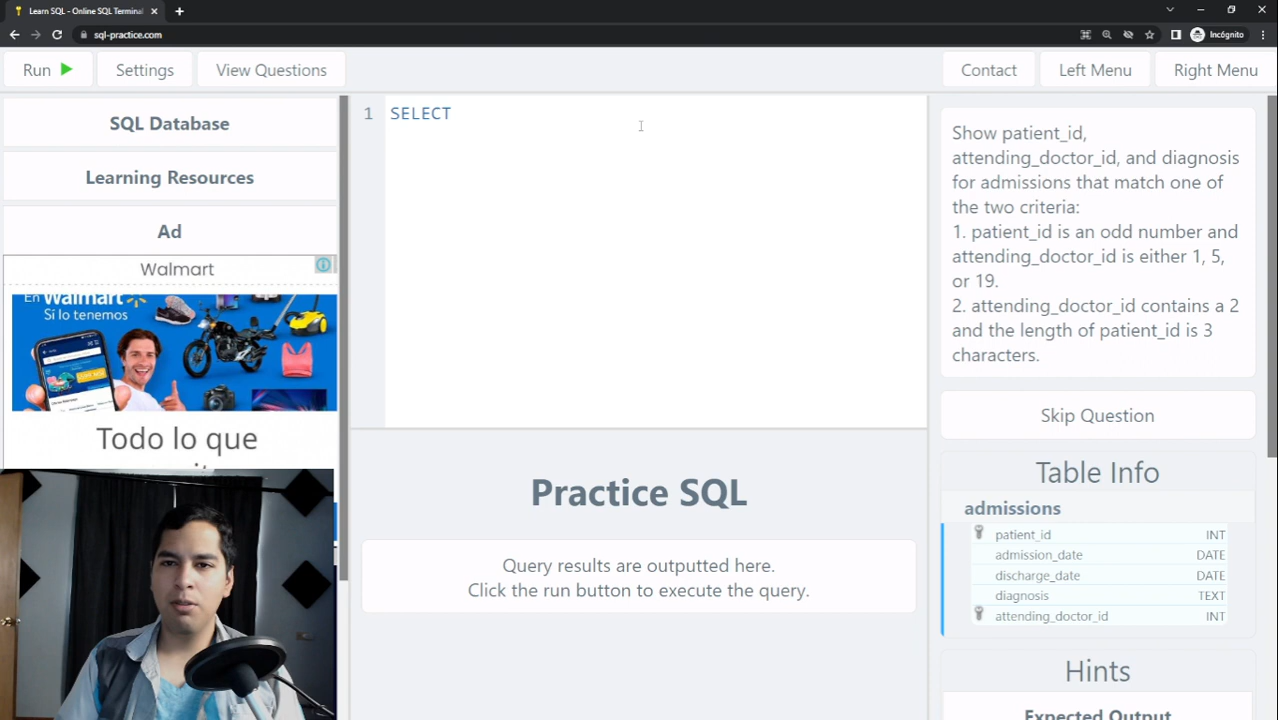 Learn SQL - Online SQL Terminal
sql-practice.com
Incógnito
Run
Settings
View Questions
Contact
Left Menu
Right Menu
SQL Database
Learning Resources
Ad
Walmart
En Walmart
Sí lo tenemos
Todo lo que
1 SELECT
Practice SQL
Query results are outputted here.
Click the run button to execute the query.
Show patient_id,
attending_doctor_id, and diagnosis
for admissions that match one of
the two criteria:
1. patient_id is an odd number and
attending_doctor_id is either 1, 5,
or 19.
2. attending_doctor_id contains a 2
and the length of patient_id is 3
characters.
Skip Question
Table Info
admissions
patient_id INT
admission_date DATE
discharge_date DATE
diagnosis TEXT
attending_doctor_id INT
Hints
Expected Output